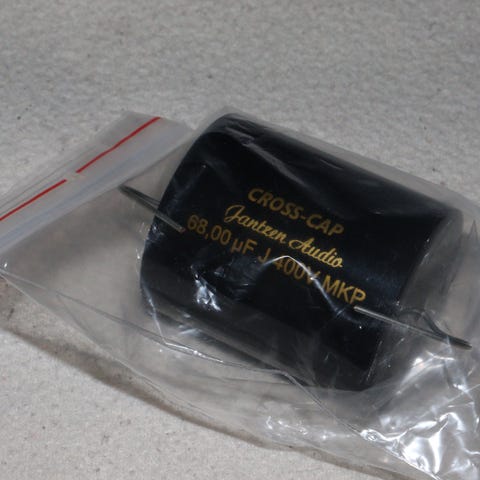 CROSS-CAP
Jantzen Audio
68,00 µF J 400V MKP